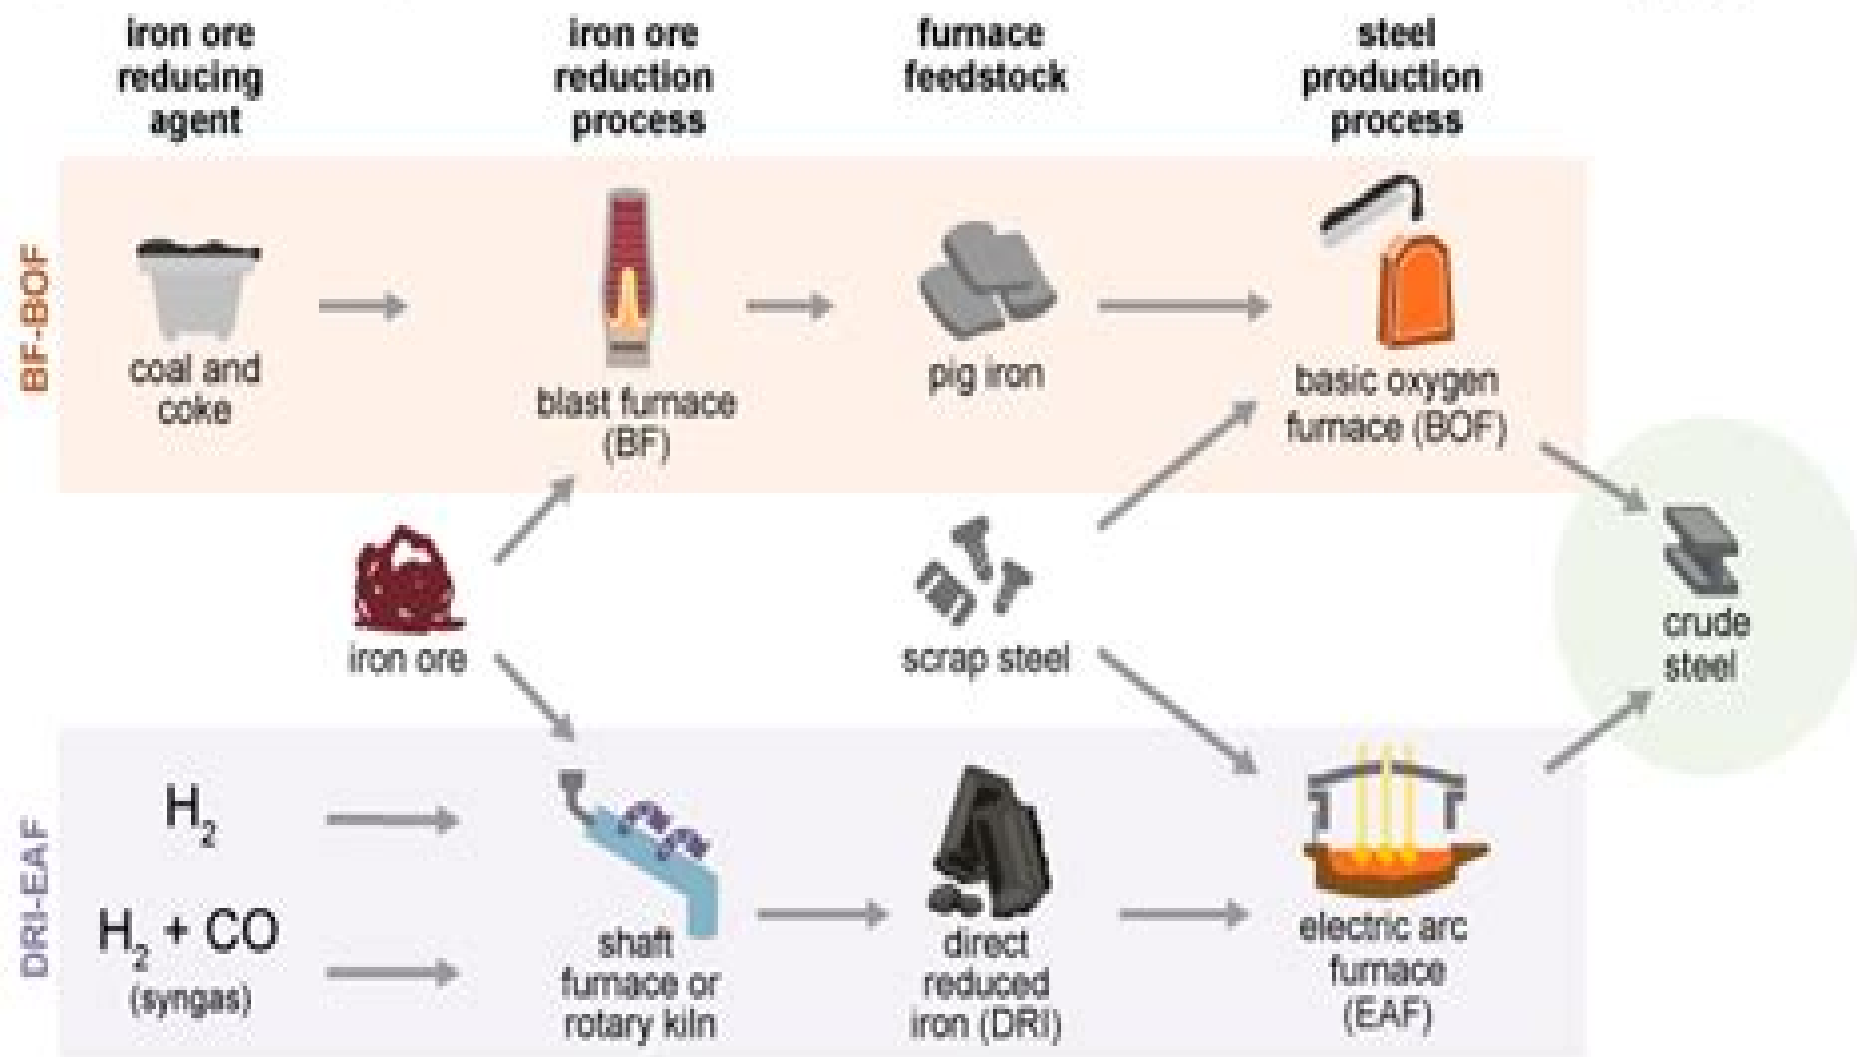 iron ore
reducing
agent
iron ore
reduction
process
furnace
feedstock
steel
production
process
BF-BOF
coal and
coke
blast furnace
(BF)
pig iron
basic oxygen
furnace (BOF)
iron ore
scrap steel
crude
steel
DRI-EAF
H₂
H₂ + CO
(syngas)
shaft
furnace or
rotary kiln
direct
reduced
iron (DRI)
electric arc
furnace
(EAF)